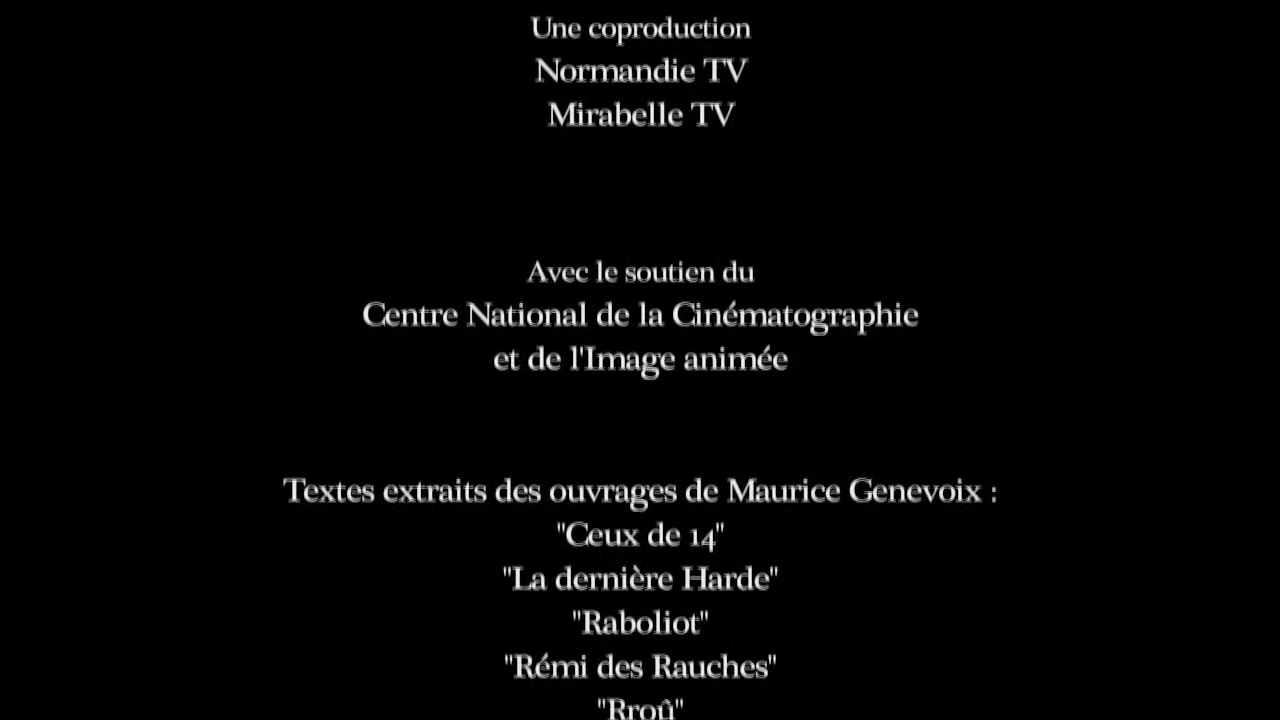 Une coproduction
Normandie TV
Mirabelle TV
Avec le soutien du
Centre National de la Cinématographie
et de l'Image animée
Textes extraits des ouvrages de Maurice Genevoix :
"Ceux de 14"
"La dernière Harde"
"Raboliot"
"Rémi des Rauches"
"Rroû"